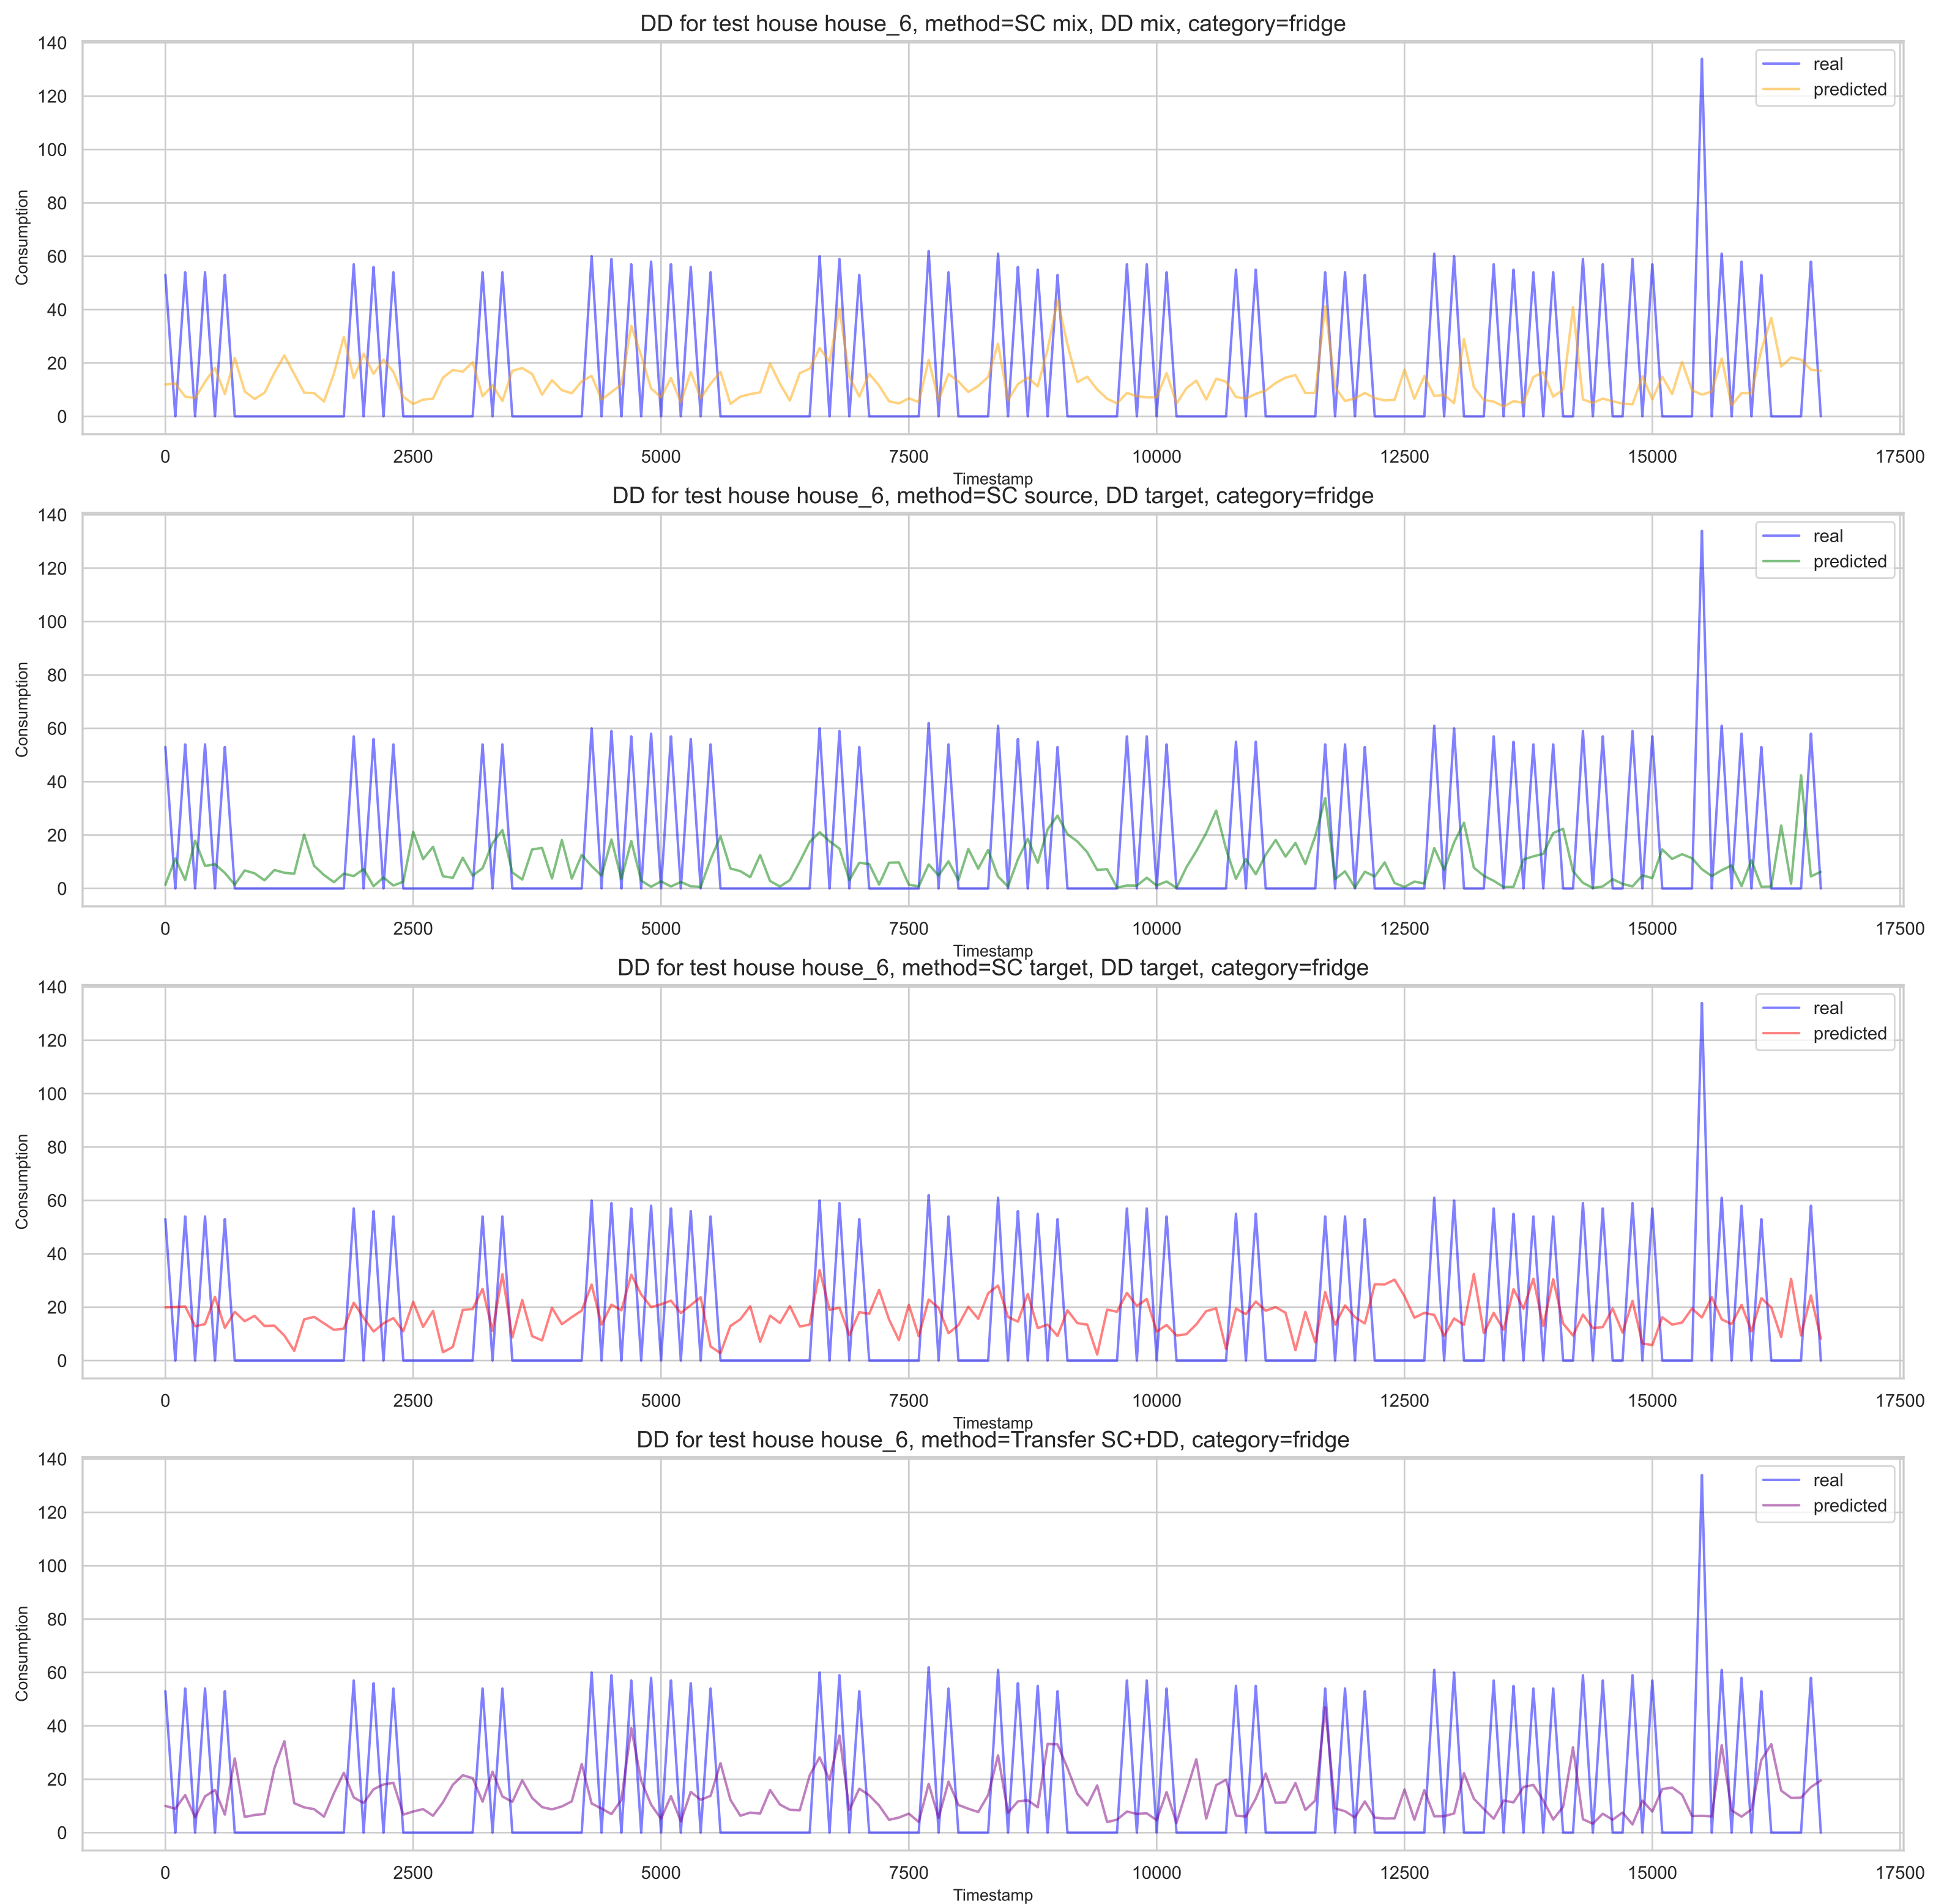 DD for test house house_6, method=SC mix, DD mix, category=fridge
140
120
100
80
60
40
20
0
Consumption
real
predicted
0 2500 5000 7500 10000 12500 15000 17500
Timestamp
DD for test house house_6, method=SC source, DD target, category=fridge
140
120
100
80
60
40
20
0
Consumption
real
predicted
0 2500 5000 7500 10000 12500 15000 17500
Timestamp
DD for test house house_6, method=SC target, DD target, category=fridge
140
120
100
80
60
40
20
0
Consumption
real
predicted
0 2500 5000 7500 10000 12500 15000 17500
Timestamp
DD for test house house_6, method=Transfer SC+DD, category=fridge
140
120
100
80
60
40
20
0
Consumption
real
predicted
0 2500 5000 7500 10000 12500 15000 17500
Timestamp